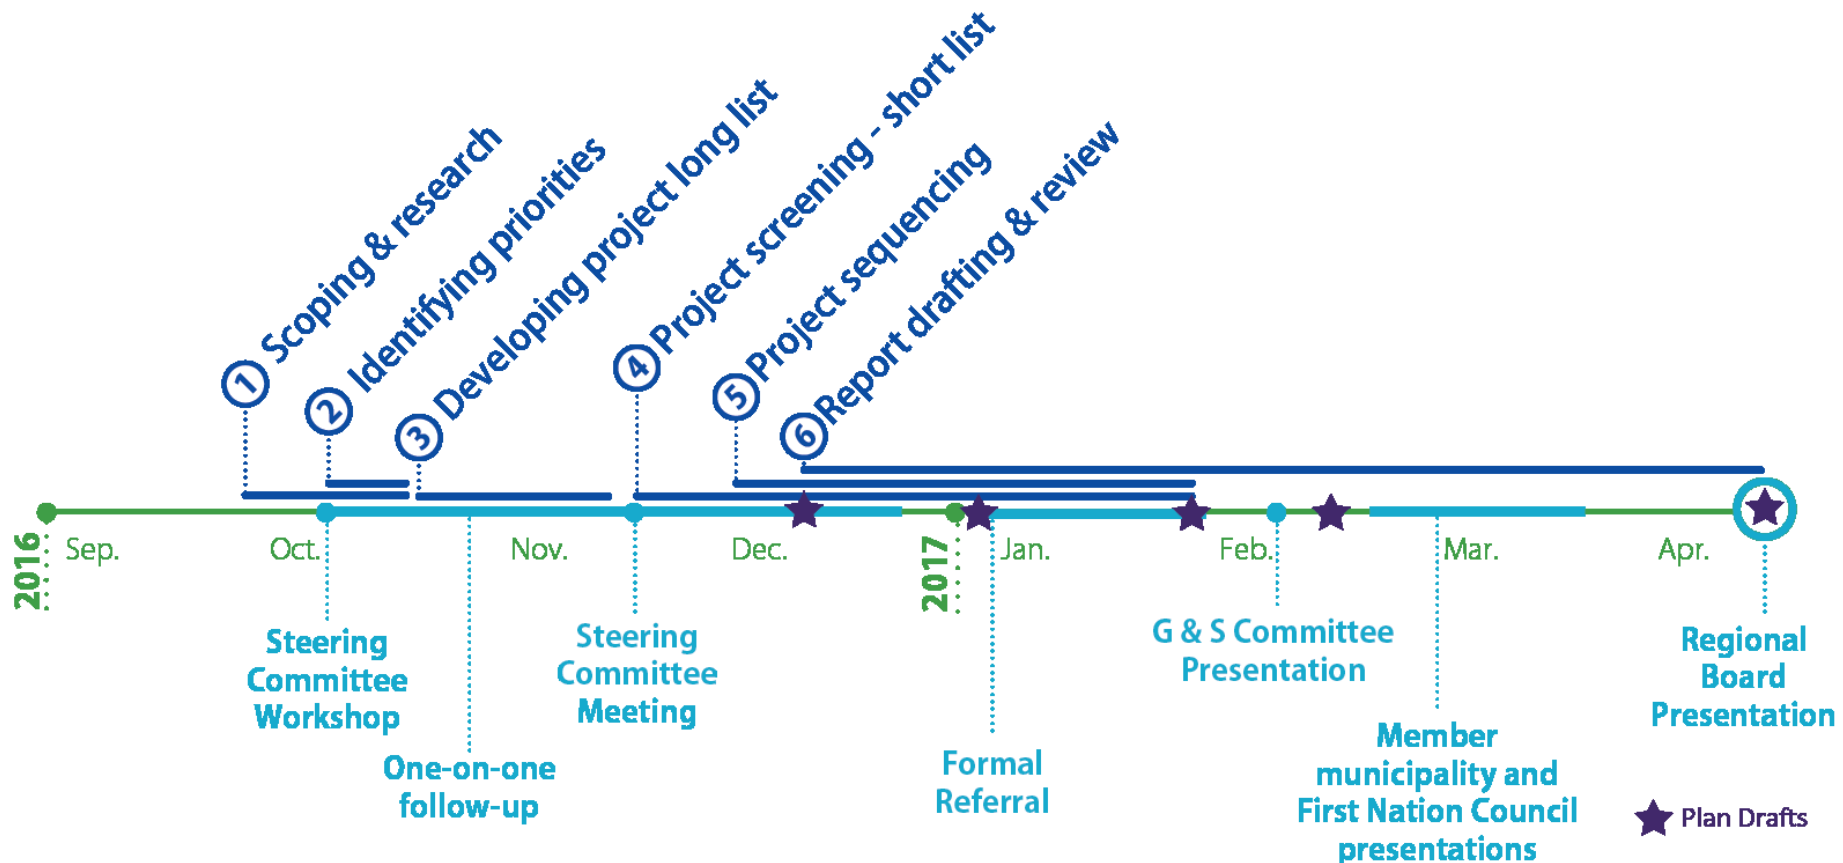 1 Scoping & research
2 Identifying priorities
3 Developing project long list
4 Project screening - short list
5 Project sequencing
6 Report drafting & review
2016
Sep.
Oct.
Nov.
Dec.
2017
Jan.
Feb.
Mar.
Apr.
Steering
Committee
Workshop
One-on-one
follow-up
Steering
Committee
Meeting
Formal
Referral
G & S Committee
Presentation
Member
municipality and
First Nation Council
presentations
Regional
Board
Presentation
Plan Drafts